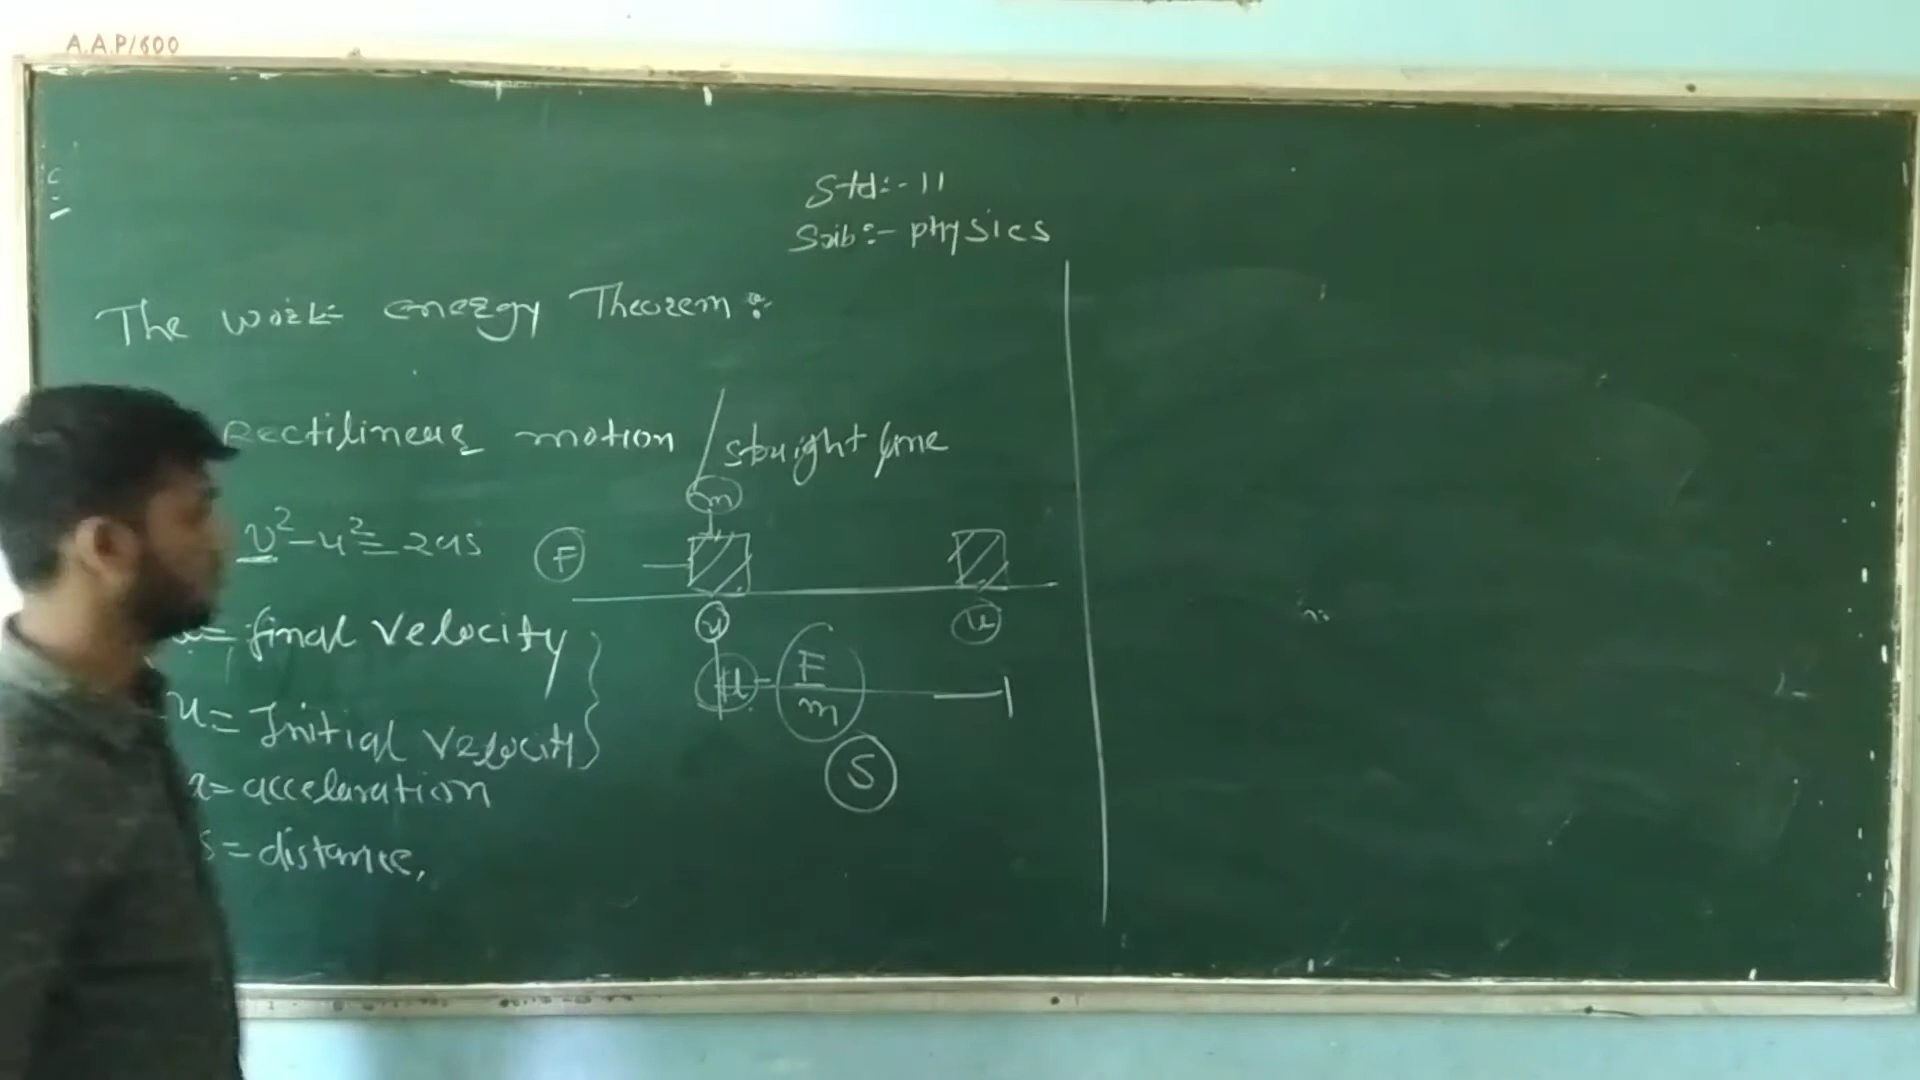 A.A.P/600
Std:- 11
Sub:- physics
The work energy Theorem:
Rectilinear motion / straight line
m
v²-u²=2as
F
v = final velocity
u
u
F
m
u = Initial velocity
S
a = accelaration
s = distance,